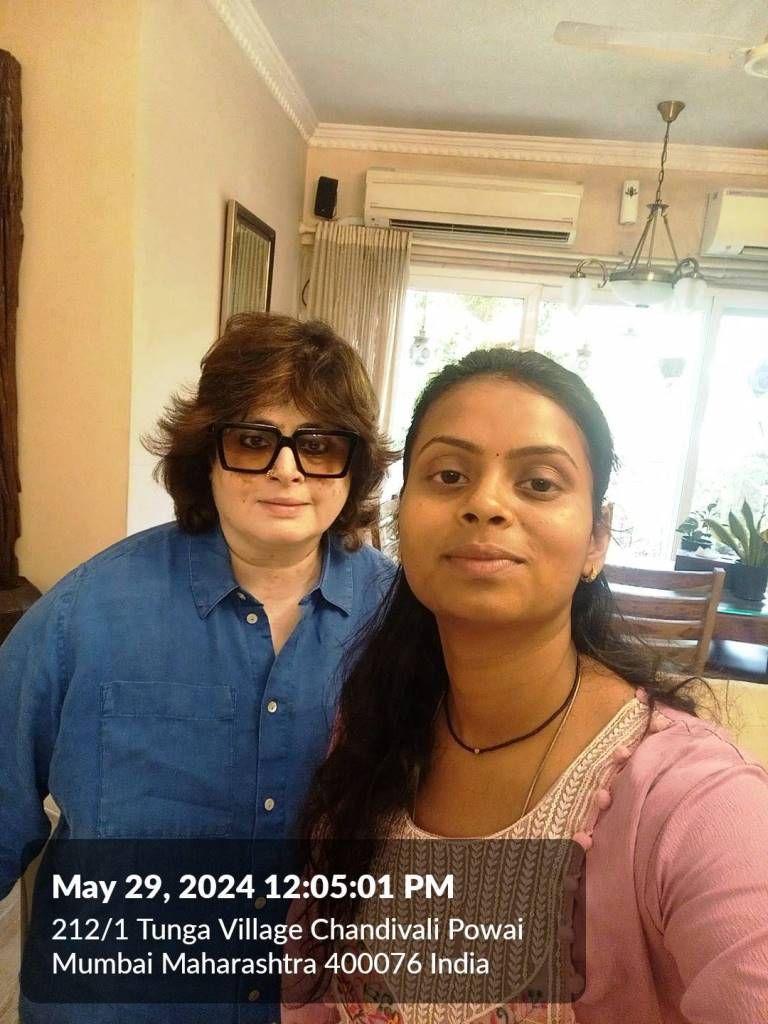 May 29, 2024 12:05:01 PM
212/1 Tunga Village Chandivali Powai
Mumbai Maharashtra 400076 India